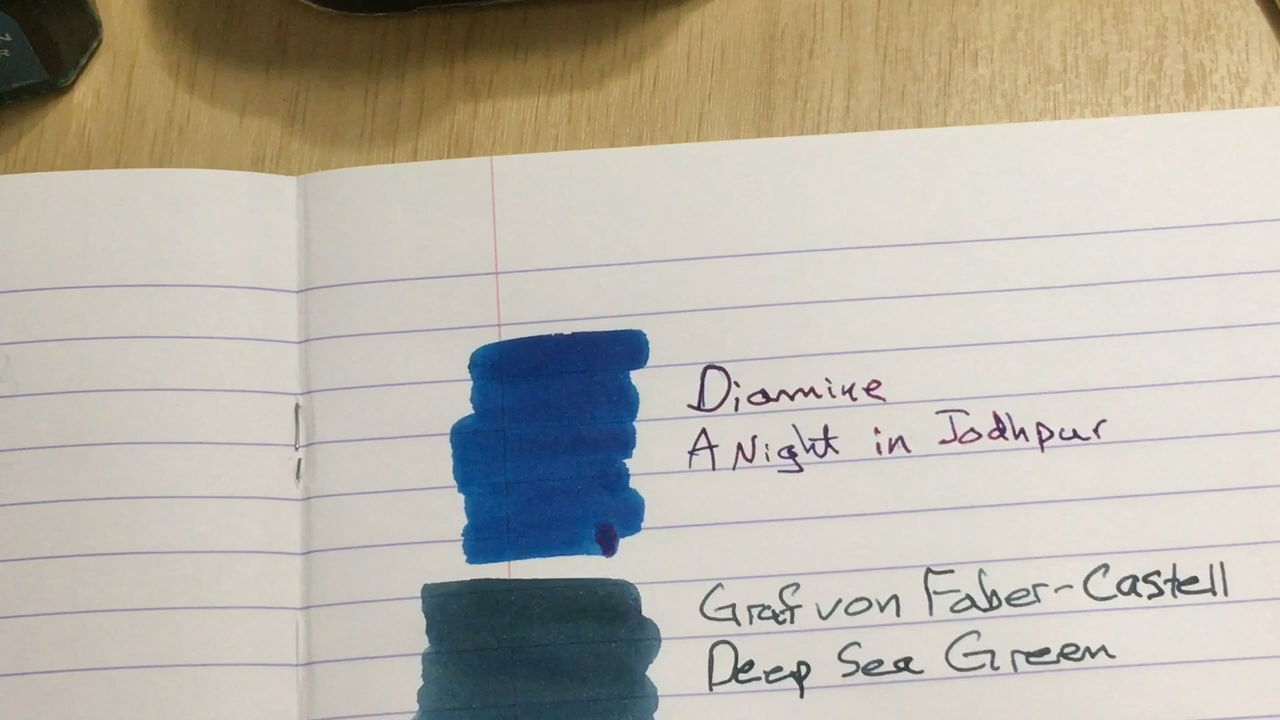 Diamine
A Night in Jodhpur
Graf von Faber-Castell
Deep Sea Green